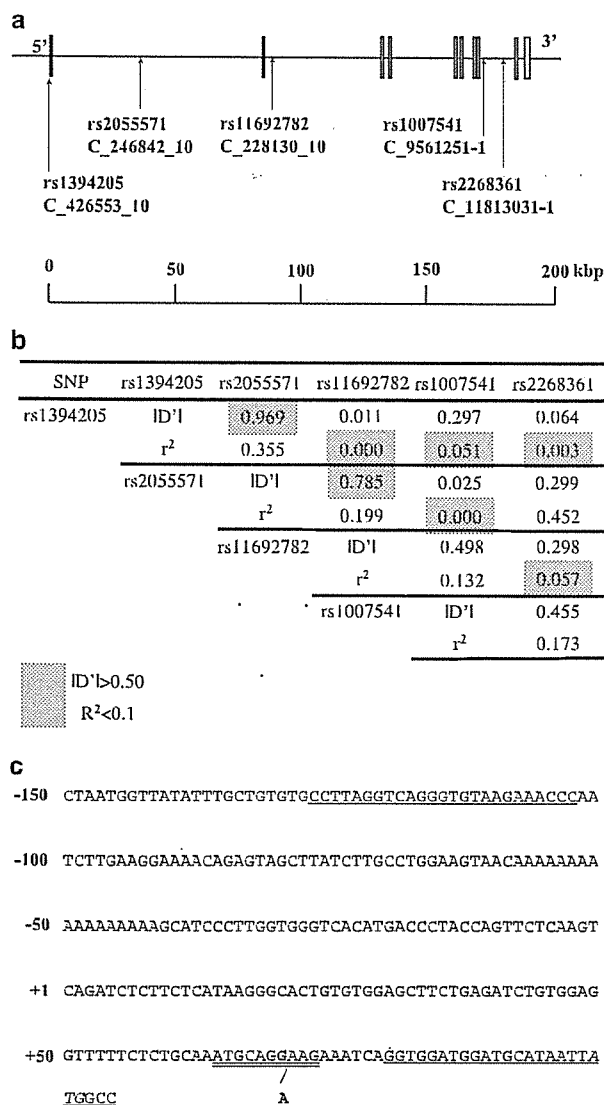 a
5' 3'
rs2055571 rs11692782 rs1007541
C_246842_10 C_228130_10 C_9561251-1
rs1394205 rs2268361
C_426553_10 C_11813031-1
0 50 100 150 200 kbp
b
SNP rs1394205 rs2055571 rs11692782 rs1007541 rs2268361
rs1394205 |D'| 0.969 0.011 0.297 0.064
r² 0.355 0.000 0.051 0.003
rs2055571 |D'| 0.785 0.025 0.299
r² 0.199 0.000 0.452
rs11692782 |D'| 0.498 0.298
r² 0.132 0.057
rs1007541 |D'| 0.455
r² 0.173
|D'|>0.50
R²<0.1
c
-150 CTAATGGTTATATTTGCTGTGTGCCTTAGGTCAGGGTGTAAGAAACCCAA
-100 TCTTGAAGGAAAACAGAGTAGCTTATCTTGCCTGGAAGTAACAAAAAAAA
-50 AAAAAAAAAGCATCCCTTGGTGGGTCACATGACCCTACCAGTTCTCAAGT
+1 CAGATCTCTTCTCATAAGGGCACTGTGTGGAGCTTCTGAGATCTGTGGAG
+50 GTTTTTCTCTGCAAATGCAGGAAGAAATCAGGTGGATGGATGCATAATTA
TGGCC A